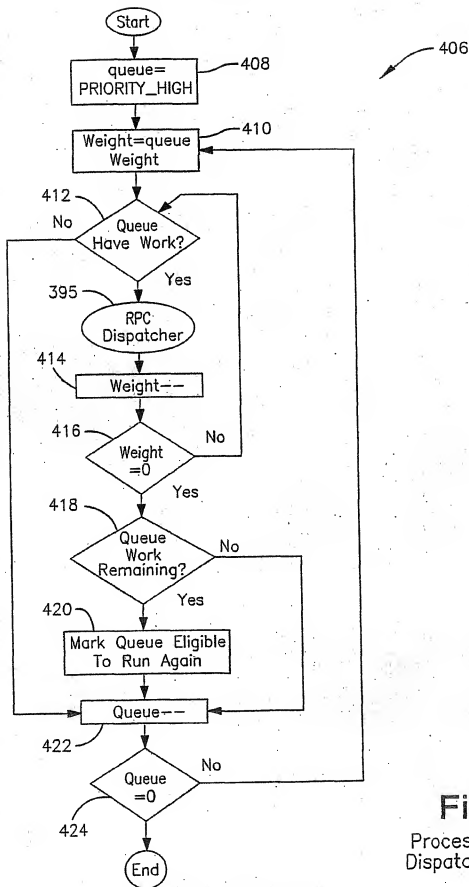 Start
406
408
queue=
PRIORITY_HIGH
410
Weight=queue
Weight
412
No
Queue
Have Work?
Yes
395
RPC
Dispatcher
414
Weight--
416
No
Weight
=0
Yes
418
Queue
Work
Remaining?
No
Yes
420
Mark Queue Eligible
To Run Again
Queue--
422
No
Queue
=0
424
End
Fi
Proces
Dispatc